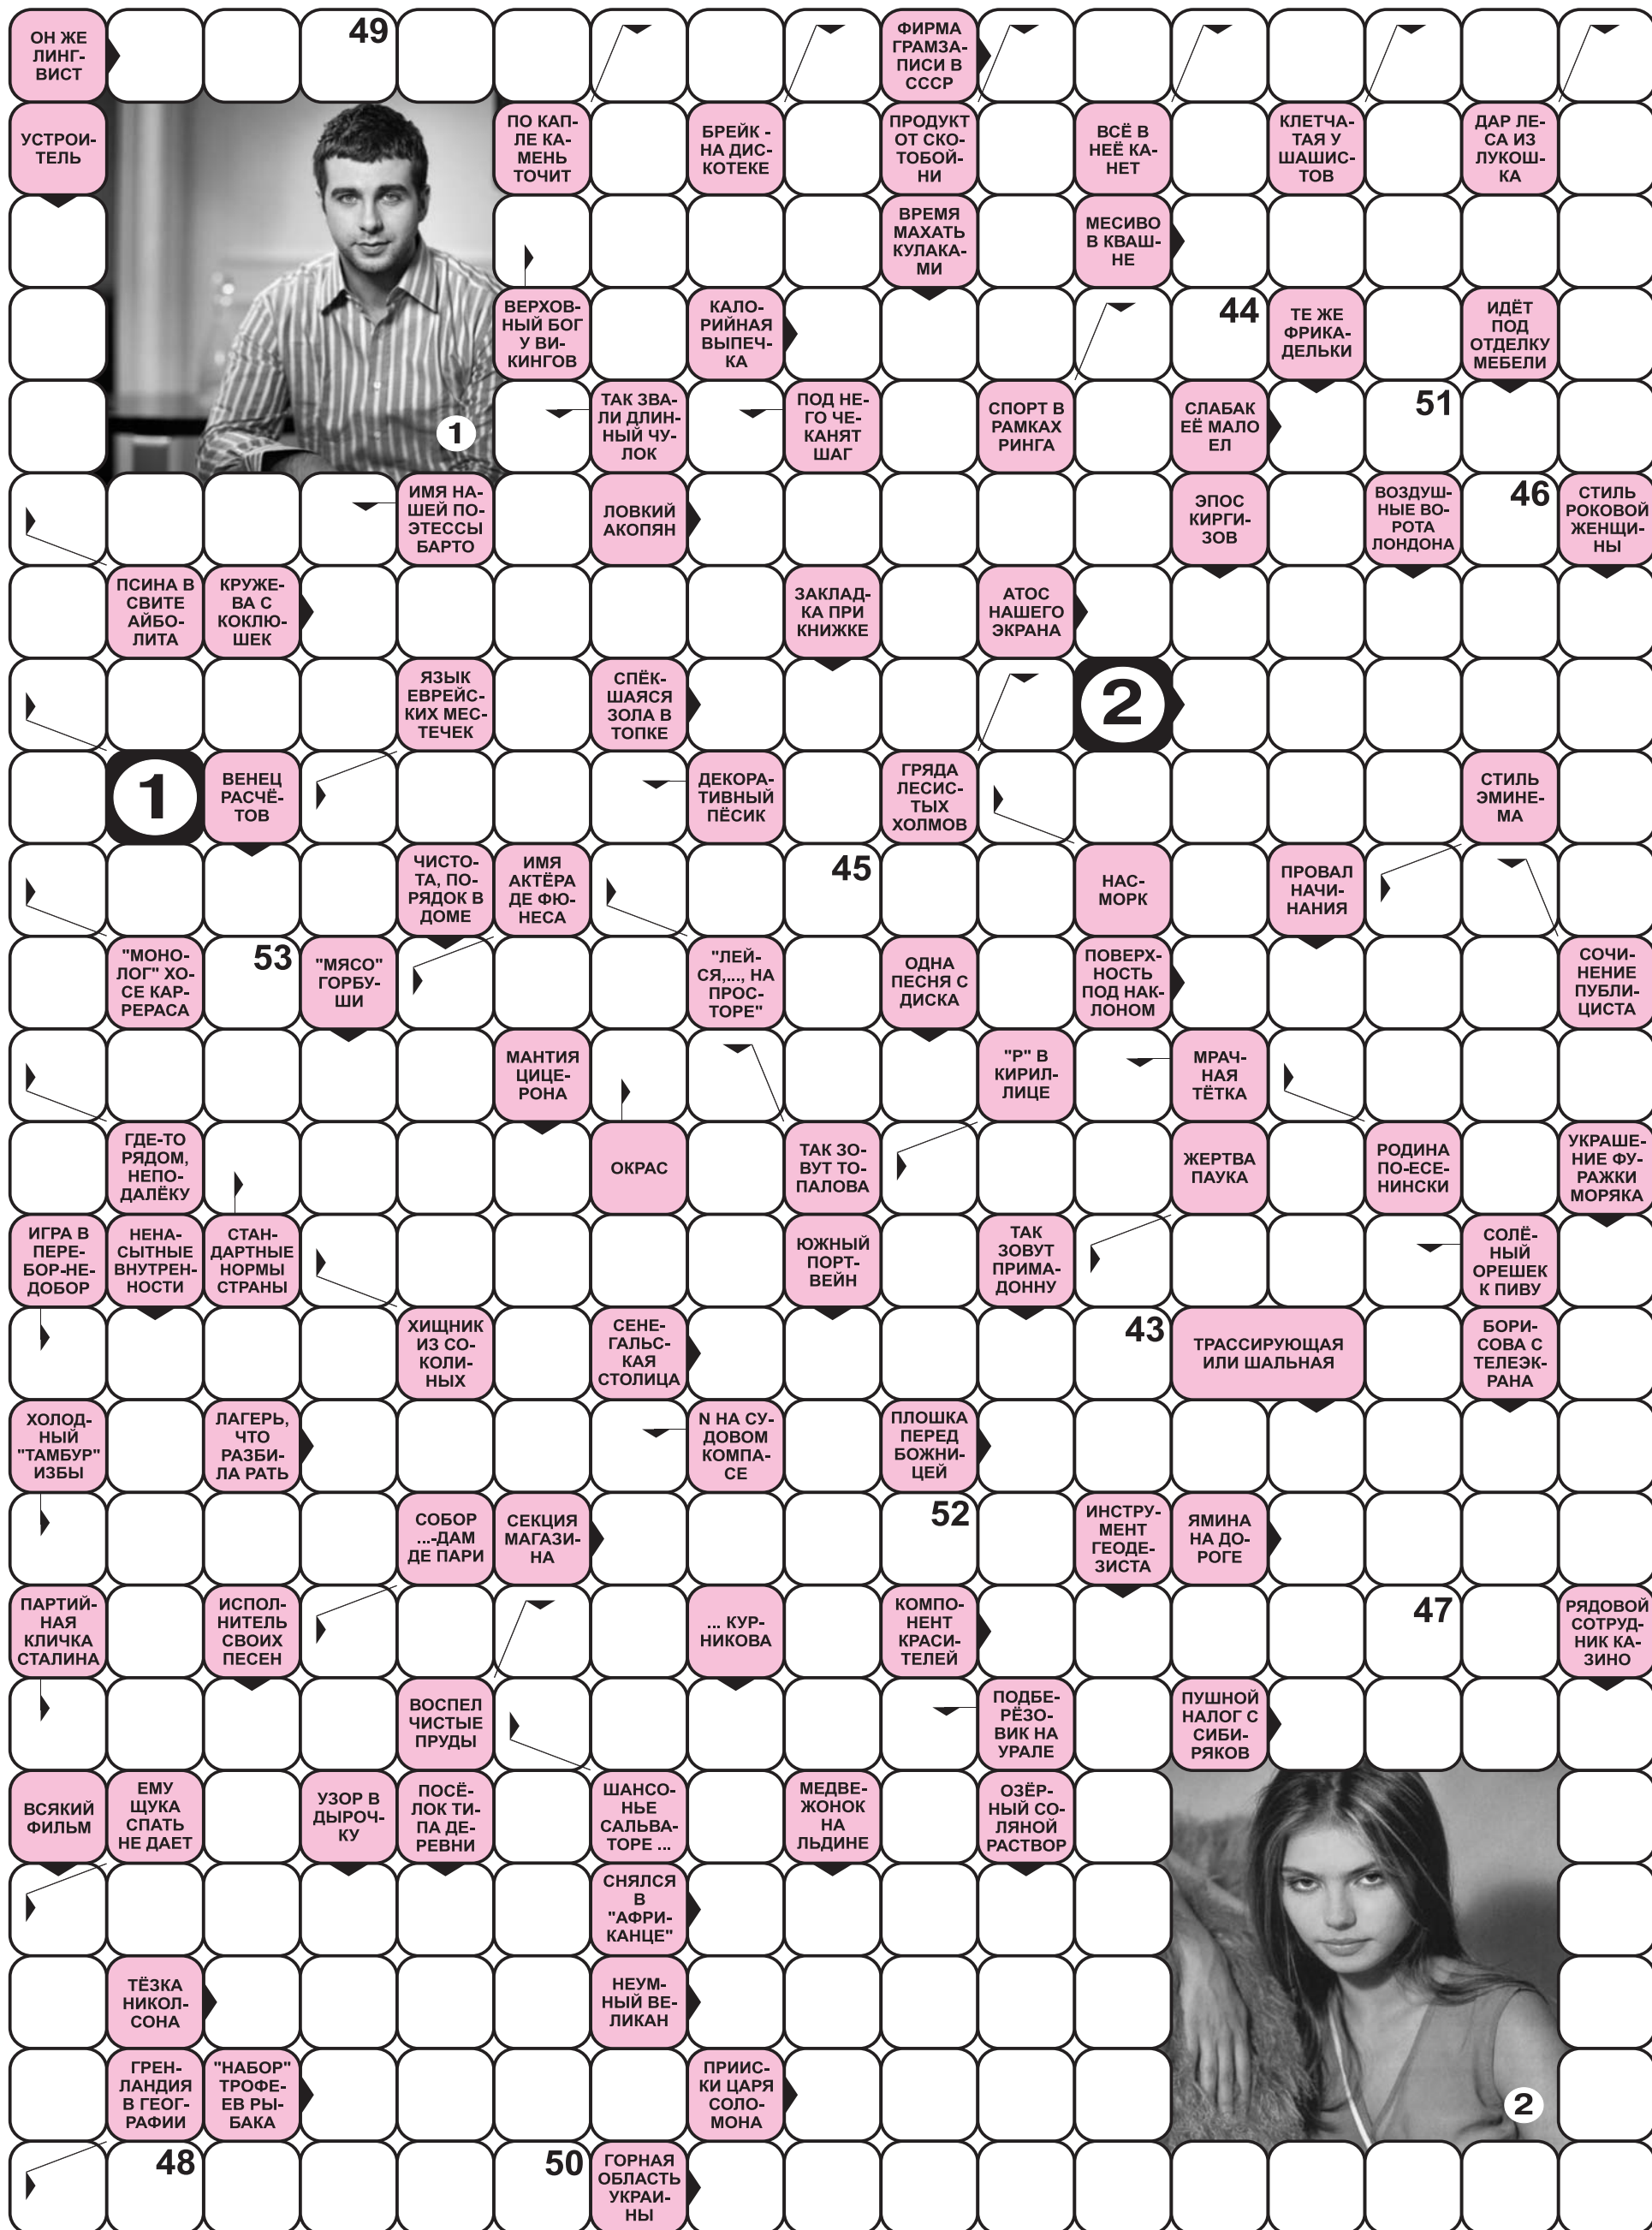 ОН ЖЕ
ЛИНГ-
ВИСТ
49
ФИРМА
ГРАМЗА-
ПИСИ В
СССР
УСТРОИ-
ТЕЛЬ
ПО КАП-
ЛЕ КА-
МЕНЬ
ТОЧИТ
БРЕЙК -
НА ДИС-
КОТЕКЕ
ПРОДУКТ
ОТ СКО-
ТОБОЙ-
НИ
ВСЁ В
НЕЁ КА-
НЕТ
КЛЕТЧА-
ТАЯ У
ШАШИС-
ТОВ
ДАР ЛЕ-
СА ИЗ
ЛУКОШ-
КА
ВРЕМЯ
МАХАТЬ
КУЛАКА-
МИ
МЕСИВО
В КВАШ-
НЕ
ВЕРХОВ-
НЫЙ БОГ
У ВИ-
КИНГОВ
КАЛО-
РИЙНАЯ
ВЫПЕЧ-
КА
44
ТЕ ЖЕ
ФРИКА-
ДЕЛЬКИ
ИДЁТ
ПОД
ОТДЕЛКУ
МЕБЕЛИ
1
ТАК ЗВА-
ЛИ ДЛИН-
НЫЙ ЧУ-
ЛОК
ПОД НЕ-
ГО ЧЕ-
КАНЯТ
ШАГ
СПОРТ В
РАМКАХ
РИНГА
СЛАБАК
ЕЁ МАЛО
ЕЛ
51
ИМЯ НА-
ШЕЙ ПО-
ЭТЕССЫ
БАРТО
ЛОВКИЙ
АКОПЯН
ЭПОС
КИРГИ-
ЗОВ
ВОЗДУШ-
НЫЕ ВО-
РОТА
ЛОНДОНА
46
СТИЛЬ
РОКОВОЙ
ЖЕНЩИ-
НЫ
ПСИНА В
СВИТЕ
АЙБО-
ЛИТА
КРУЖЕ-
ВА С
КОКЛЮ-
ШЕК
ЗАКЛАД-
КА ПРИ
КНИЖКЕ
АТОС
НАШЕГО
ЭКРАНА
ЯЗЫК
ЕВРЕЙС-
КИХ МЕС-
ТЕЧЕК
СПЁК-
ШАЯСЯ
ЗОЛА В
ТОПКЕ
2
1
ВЕНЕЦ
РАСЧЁ-
ТОВ
ДЕКОРА-
ТИВНЫЙ
ПЁСИК
ГРЯДА
ЛЕСИС-
ТЫХ
ХОЛМОВ
СТИЛЬ
ЭМИНЕ-
МА
ЧИСТО-
ТА, ПО-
РЯДОК В
ДОМЕ
ИМЯ
АКТЁРА
ДЕ ФЮ-
НЕСА
45
НАС-
МОРК
ПРОВАЛ
НАЧИ-
НАНИЯ
"МОНО-
ЛОГ" ХО-
СЕ КАР-
РЕРАСА
53
"МЯСО"
ГОРБУ-
ШИ
"ЛЕЙ-
СЯ,..., НА
ПРОС-
ТОРЕ"
ОДНА
ПЕСНЯ С
ДИСКА
ПОВЕРХ-
НОСТЬ
ПОД НАК-
ЛОНОМ
СОЧИ-
НЕНИЕ
ПУБЛИ-
ЦИСТА
МАНТИЯ
ЦИЦЕ-
РОНА
"Р" В
КИРИЛ-
ЛИЦЕ
МРАЧ-
НАЯ
ТЁТКА
ГДЕ-ТО
РЯДОМ,
НЕПО-
ДАЛЁКУ
ОКРАС
ТАК ЗО-
ВУТ ТО-
ПАЛОВА
ЖЕРТВА
ПАУКА
РОДИНА
ПО-ЕСЕ-
НИНСКИ
УКРАШЕ-
НИЕ ФУ-
РАЖКИ
МОРЯКА
ИГРА В
ПЕРЕ-
БОР-НЕ-
ДОБОР
НЕНА-
СЫТНЫЕ
ВНУТРЕН-
НОСТИ
СТАН-
ДАРТНЫЕ
НОРМЫ
СТРАНЫ
ЮЖНЫЙ
ПОРТ-
ВЕЙН
ТАК
ЗОВУТ
ПРИМА-
ДОННУ
СОЛЁ-
НЫЙ
ОРЕШЕК
К ПИВУ
ХИЩНИК
ИЗ СО-
КОЛИ-
НЫХ
СЕНЕ-
ГАЛЬС-
КАЯ
СТОЛИЦА
43
ТРАССИРУЮЩАЯ
ИЛИ ШАЛЬНАЯ
БОРИ-
СОВА С
ТЕЛЕЭК-
РАНА
ХОЛОД-
НЫЙ
"ТАМБУР"
ИЗБЫ
ЛАГЕРЬ,
ЧТО
РАЗБИ-
ЛА РАТЬ
N НА СУ-
ДОВОМ
КОМПА-
СЕ
ПЛОШКА
ПЕРЕД
БОЖНИ-
ЦЕЙ
СОБОР
...-ДАМ
ДЕ ПАРИ
СЕКЦИЯ
МАГАЗИ-
НА
52
ИНСТРУ-
МЕНТ
ГЕОДЕ-
ЗИСТА
ЯМИНА
НА ДО-
РОГЕ
ПАРТИЙ-
НАЯ
КЛИЧКА
СТАЛИНА
ИСПОЛ-
НИТЕЛЬ
СВОИХ
ПЕСЕН
... КУР-
НИКОВА
КОМПО-
НЕНТ
КРАСИ-
ТЕЛЕЙ
47
РЯДОВОЙ
СОТРУД-
НИК КА-
ЗИНО
ВОСПЕЛ
ЧИСТЫЕ
ПРУДЫ
ПОДБЕ-
РЁЗО-
ВИК НА
УРАЛЕ
ПУШНОЙ
НАЛОГ С
СИБИ-
РЯКОВ
ВСЯКИЙ
ФИЛЬМ
ЕМУ
ЩУКА
СПАТЬ
НЕ ДАЕТ
УЗОР В
ДЫРОЧ-
КУ
ПОСЁ-
ЛОК ТИ-
ПА ДЕ-
РЕВНИ
ШАНСО-
НЬЕ
САЛЬВА-
ТОРЕ ...
МЕДВЕ-
ЖОНОК
НА
ЛЬДИНЕ
ОЗЁР-
НЫЙ СО-
ЛЯНОЙ
РАСТВОР
СНЯЛСЯ
В
"АФРИ-
КАНЦЕ"
ТЁЗКА
НИКОЛ-
СОНА
НЕУМ-
НЫЙ ВЕ-
ЛИКАН
ГРЕН-
ЛАНДИЯ
В ГЕОГ-
РАФИИ
"НАБОР"
ТРОФЕ-
ЕВ РЫ-
БАКА
ПРИИС-
КИ ЦАРЯ
СОЛО-
МОНА
2
48
50
ГОРНАЯ
ОБЛАСТЬ
УКРАИ-
НЫ